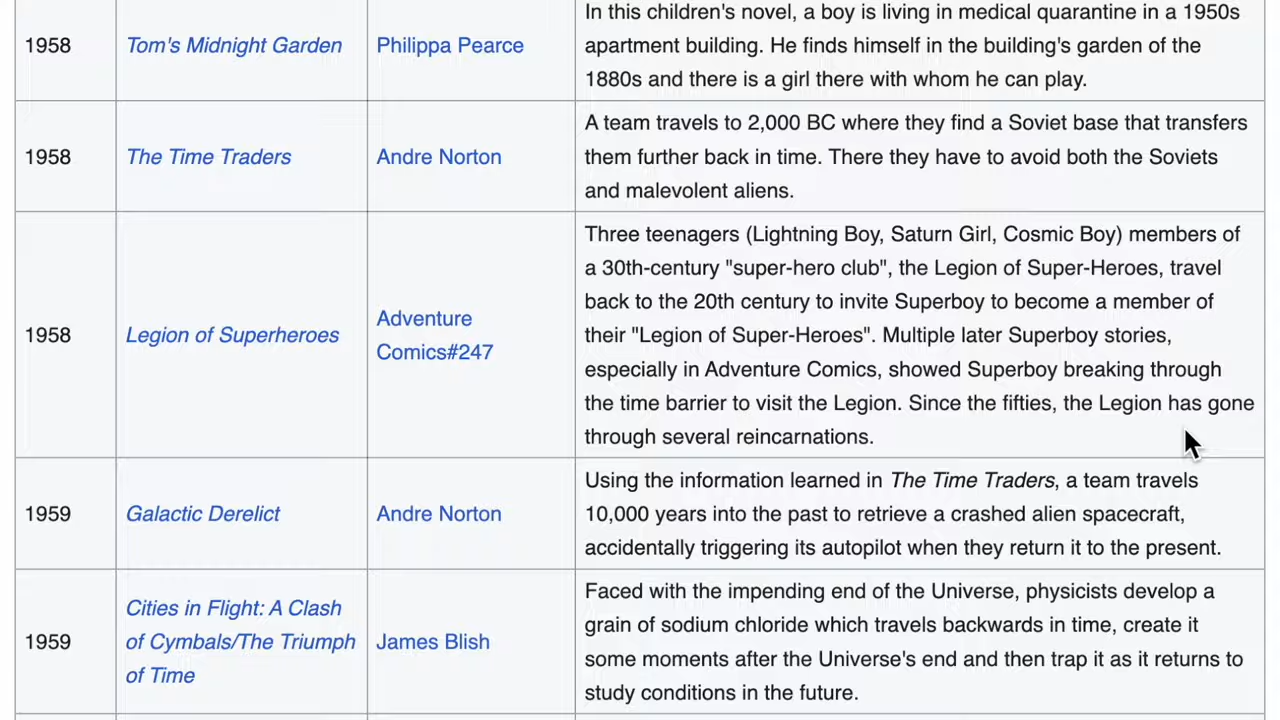 In this children's novel, a boy is living in medical quarantine in a 1950s
1958
Tom's Midnight Garden
Philippa Pearce
apartment building. He finds himself in the building's garden of the
1880s and there is a girl there with whom he can play.
A team travels to 2,000 BC where they find a Soviet base that transfers
1958
The Time Traders
Andre Norton
them further back in time. There they have to avoid both the Soviets
and malevolent aliens.
Three teenagers (Lightning Boy, Saturn Girl, Cosmic Boy) members of
a 30th-century "super-hero club", the Legion of Super-Heroes, travel
back to the 20th century to invite Superboy to become a member of
1958
Legion of Superheroes
Adventure
Comics#247
their "Legion of Super-Heroes". Multiple later Superboy stories,
especially in Adventure Comics, showed Superboy breaking through
the time barrier to visit the Legion. Since the fifties, the Legion has gone
through several reincarnations.
Using the information learned in The Time Traders, a team travels
1959
Galactic Derelict
Andre Norton
10,000 years into the past to retrieve a crashed alien spacecraft,
accidentally triggering its autopilot when they return it to the present.
Faced with the impending end of the Universe, physicists develop a
1959
Cities in Flight: A Clash
of Cymbals/The Triumph
of Time
James Blish
grain of sodium chloride which travels backwards in time, create it
some moments after the Universe's end and then trap it as it returns to
study conditions in the future.